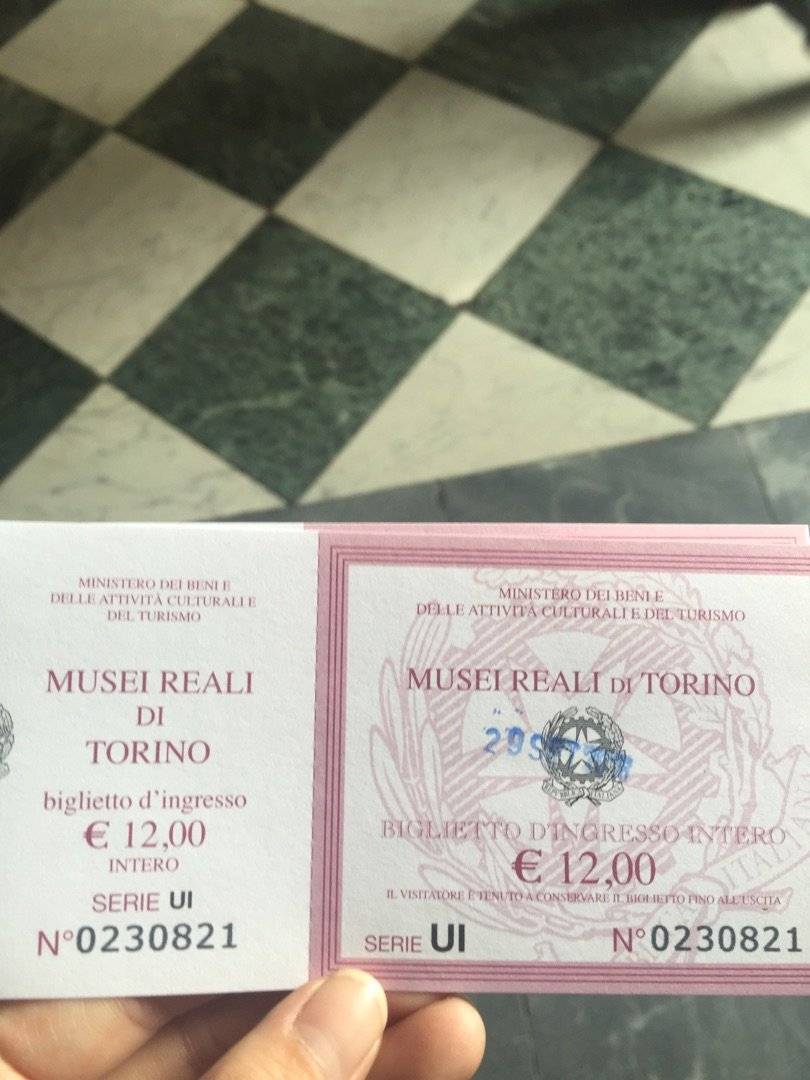 MINISTERO DEI BENI E
DELLE ATTIVITÀ CULTURALI E
DEL TURISMO
MUSEI REALI
DI
TORINO
biglietto d'ingresso
€ 12,00
INTERO
SERIE UI
N°0230821
MINISTERO DEI BENI E
DELLE ATTIVITÀ CULTURALI E DEL TURISMO
MUSEI REALI DI TORINO
REPVBBLICA ITALIANA
BIGLIETTO D'INGRESSO INTERO
€ 12,00
IL VISITATORE È TENUTO A CONSERVARE IL BIGLIETTO FINO ALL'USCITA
SERIE UI
N°0230821